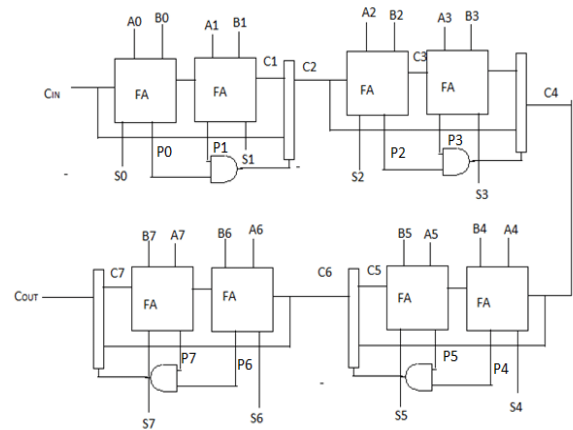 A0 B0 A1 B1 A2 B2 A3 B3
CIN FA FA C1 C2 FA C3 FA C4
S0 P0 P1 S1 S2 P2 P3 S3
B7 A7 B6 A6 B5 A5 B4 A4
COUT C7 FA FA C6 C5 FA FA
S7 P7 P6 S6 S5 P5 P4 S4